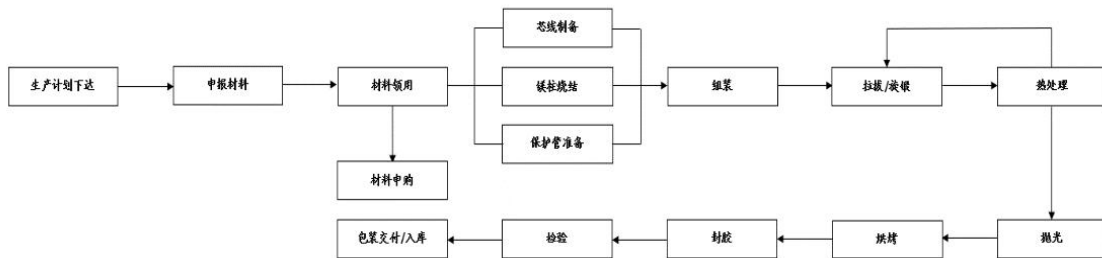 生产计划下达
申报材料
材料领用
芯线制备
镁柱烧结
保护管准备
组装
拉拔/旋锻
热处理
材料申购
包装交付/入库
检验
封胶
烘烤
抛光